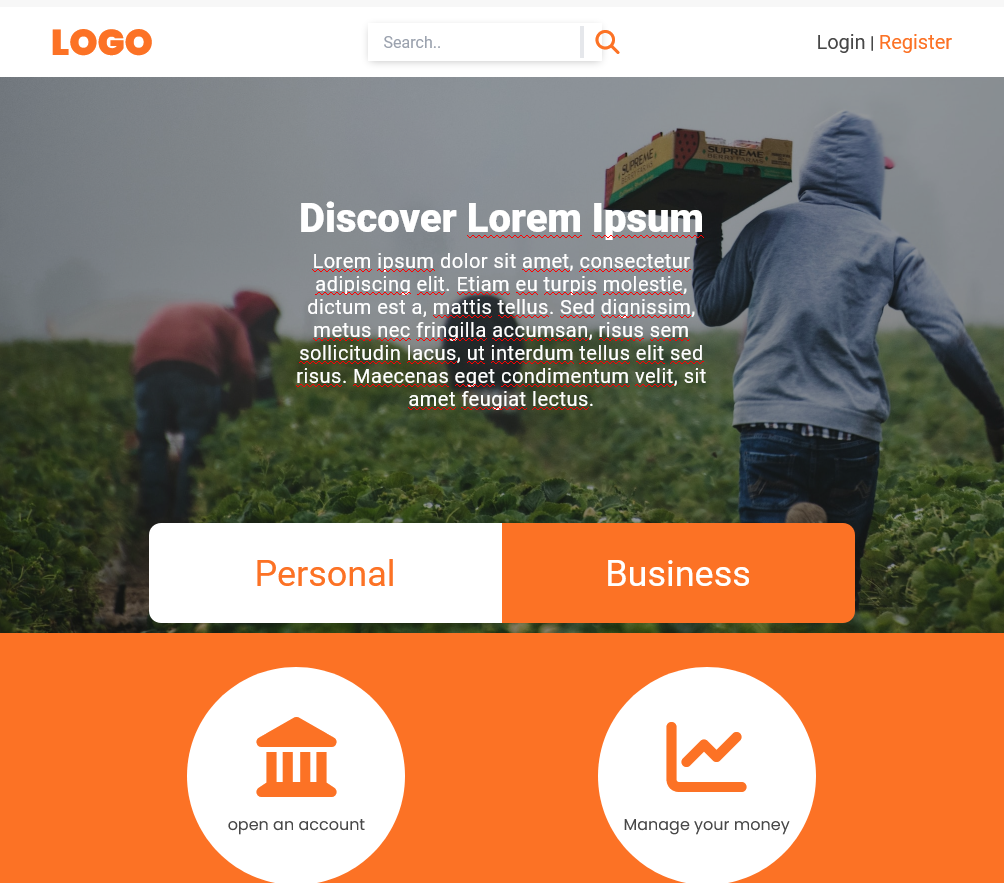 LOGO
Search..
Login | Register
SUPREME
SUPREME
Discover Lorem Ipsum
Lorem ipsum dolor sit amet, consectetur
adipiscing elit. Etiam eu turpis molestie,
dictum est a, mattis tellus. Sed dignissim,
metus nec fringilla accumsan, risus sem
sollicitudin lacus, ut interdum tellus elit sed
risus. Maecenas eget condimentum velit, sit
amet feugiat lectus.
Personal
Business
open an account
Manage your money